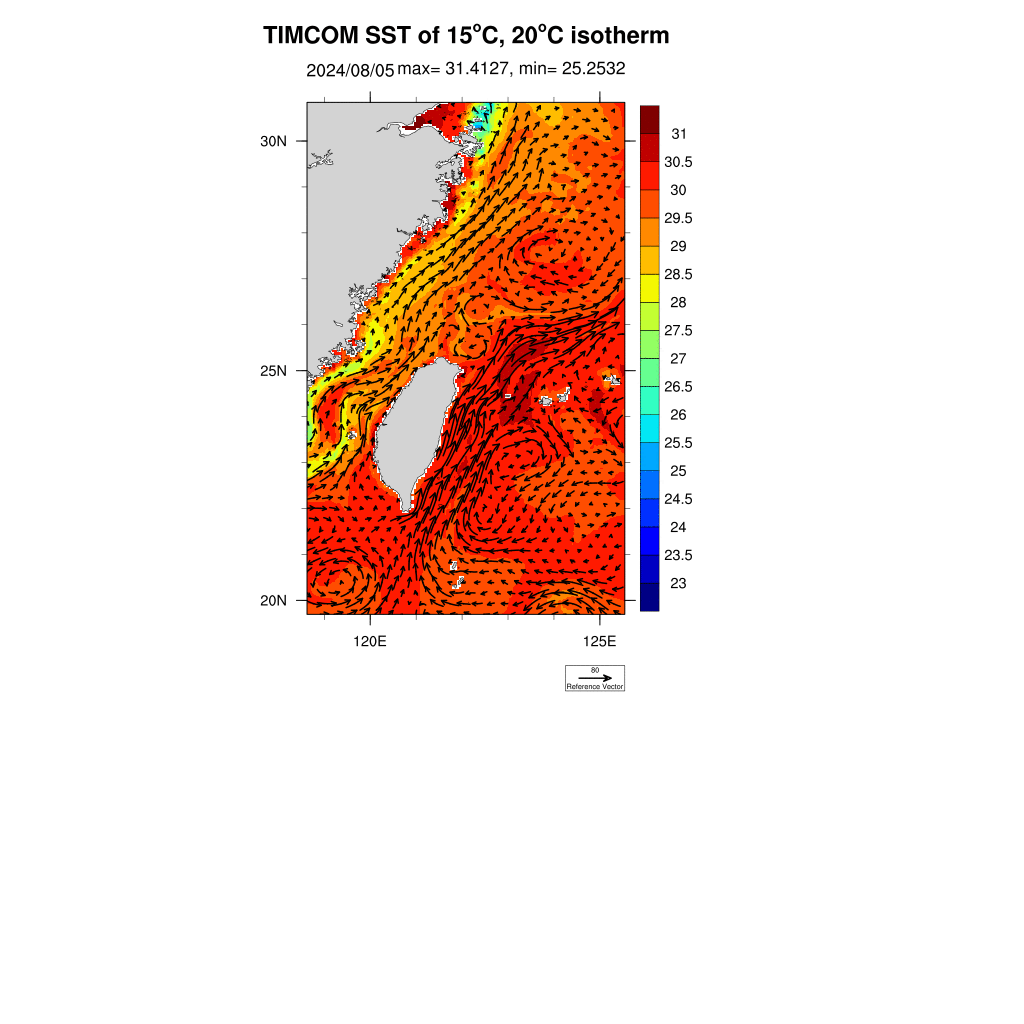 TIMCOM SST of 15°C, 20°C isotherm
2024/08/05 max= 31.4127, min= 25.2532
30N
25N
20N
120E
125E
31
30.5
30
29.5
29
28.5
28
27.5
27
26.5
26
25.5
25
24.5
24
23.5
23
80
Reference Vector